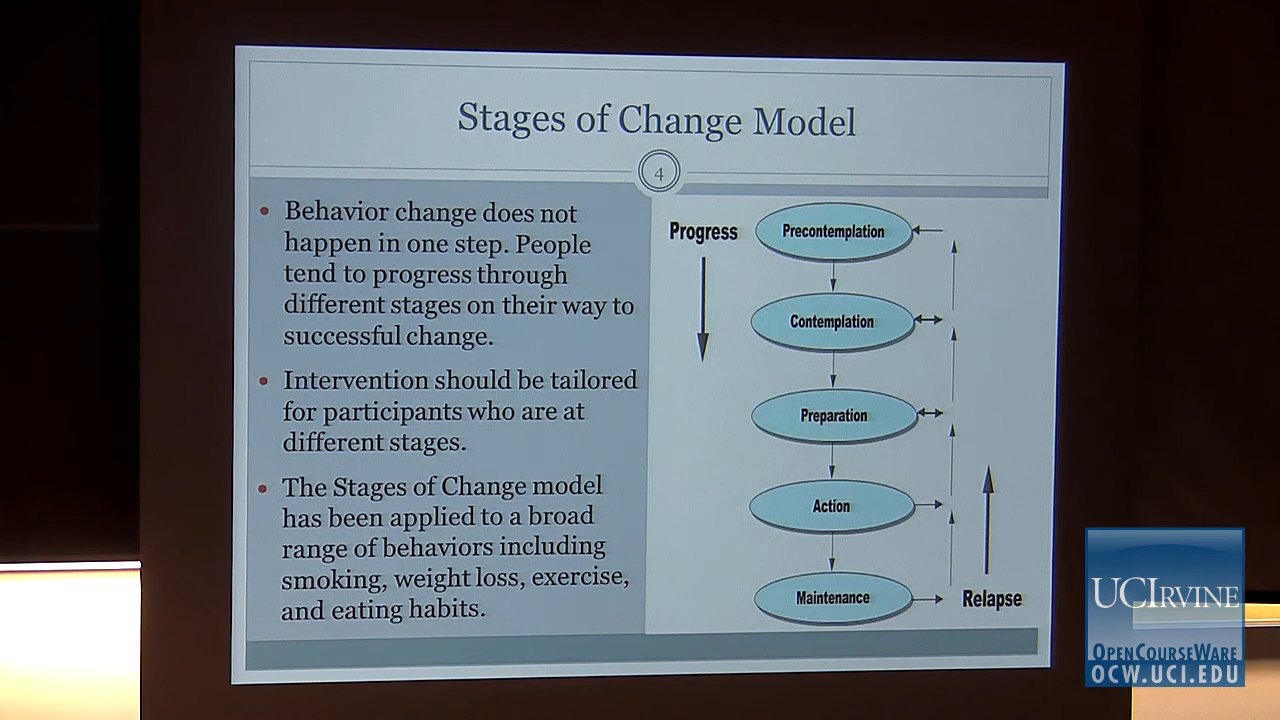 Stages of Change Model
4
• Behavior change does not
happen in one step. People
tend to progress through
different stages on their way to
successful change.
• Intervention should be tailored
for participants who are at
different stages.
• The Stages of Change model
has been applied to a broad
range of behaviors including
smoking, weight loss, exercise,
and eating habits.
Progress
Precontemplation
Contemplation
Preparation
Action
Maintenance
Relapse
UCIRVINE
OPENCOURSEWARE
OCW.UCI.EDU